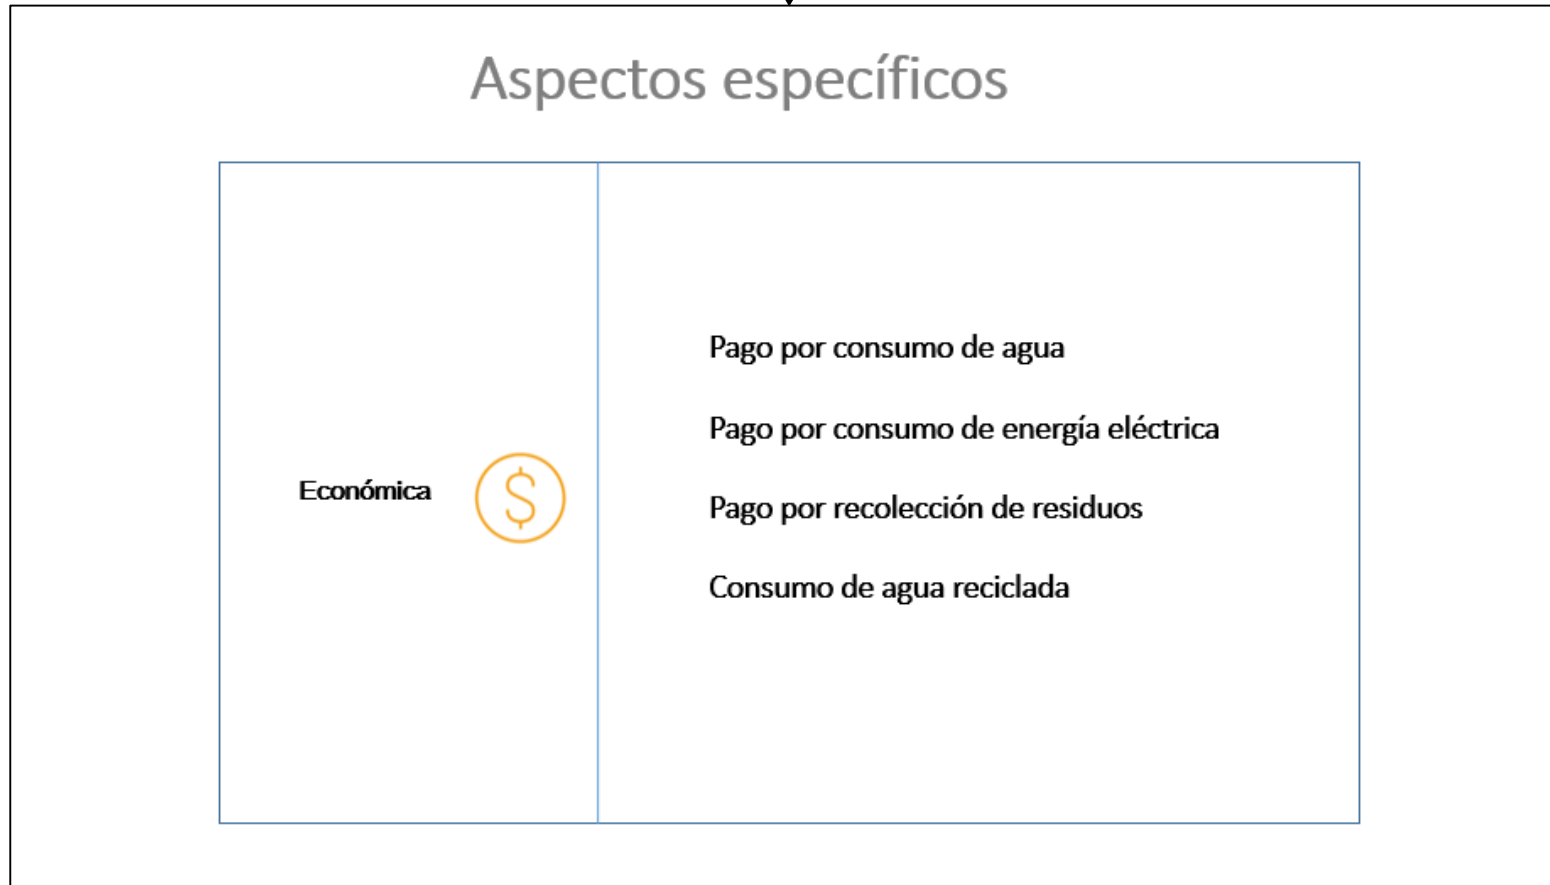 Aspectos específicos
Económica
$
Pago por consumo de agua
Pago por consumo de energía eléctrica
Pago por recolección de residuos
Consumo de agua reciclada